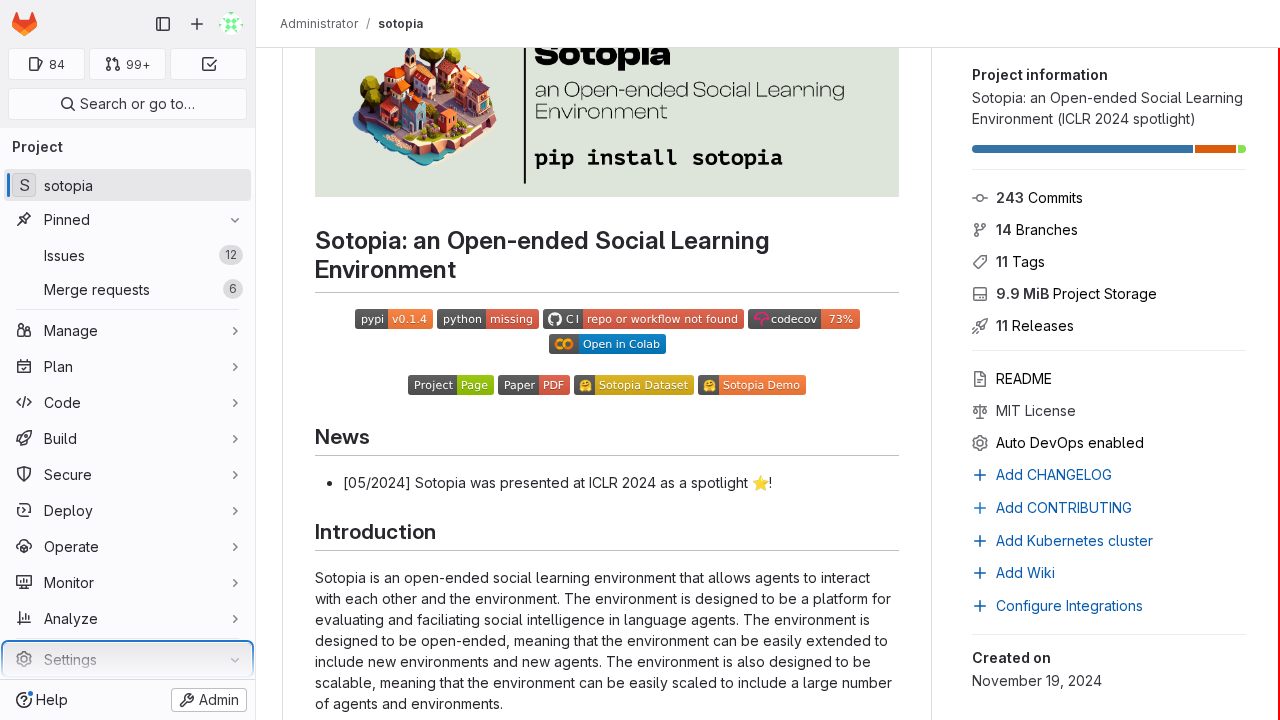 Administrator / sotopia
84
99+
Search or go to…
Project
S sotopia
Pinned
Issues 12
Merge requests 6
Manage
Plan
Code
Build
Secure
Deploy
Operate
Monitor
Analyze
Settings
Help
Admin
Sotopia
an Open-ended Social Learning
Environment
pip install sotopia
Sotopia: an Open-ended Social Learning
Environment
pypi v0.1.4 python missing CI repo or workflow not found codecov 73%
Open in Colab
Project Page Paper PDF 🤗 Sotopia Dataset 🤗 Sotopia Demo
News
• [05/2024] Sotopia was presented at ICLR 2024 as a spotlight ⭐!
Introduction
Sotopia is an open-ended social learning environment that allows agents to interact
with each other and the environment. The environment is designed to be a platform for
evaluating and faciliating social intelligence in language agents. The environment is
designed to be open-ended, meaning that the environment can be easily extended to
include new environments and new agents. The environment is also designed to be
scalable, meaning that the environment can be easily scaled to include a large number
of agents and environments.
Project information
Sotopia: an Open-ended Social Learning
Environment (ICLR 2024 spotlight)
243 Commits
14 Branches
11 Tags
9.9 MiB Project Storage
11 Releases
README
MIT License
Auto DevOps enabled
Add CHANGELOG
Add CONTRIBUTING
Add Kubernetes cluster
Add Wiki
Configure Integrations
Created on
November 19, 2024